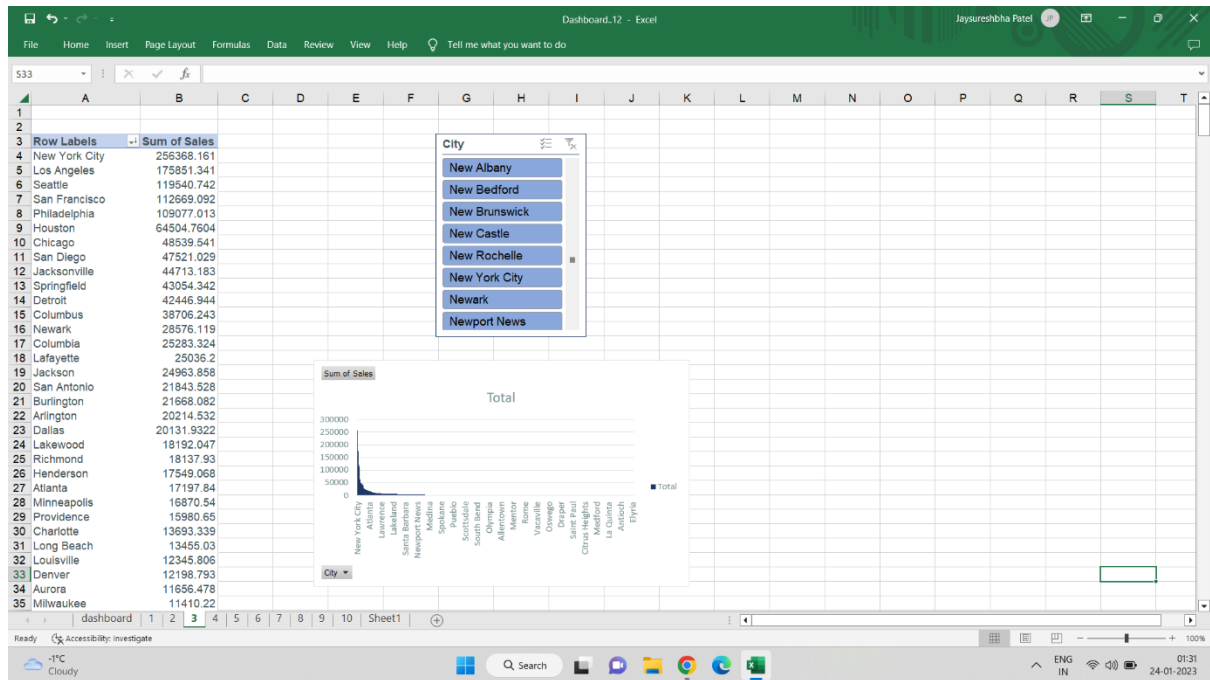 Dashboard_12 - Excel
Jaysureshbha Patel JP
File Home Insert Page Layout Formulas Data Review View Help Tell me what you want to do
S33 fx
A B C D E F G H I J K L M N O P Q R S T
1
2
3 Row Labels Sum of Sales
4 New York City 256368.161
5 Los Angeles 175851.341
6 Seattle 119540.742
7 San Francisco 112669.092
8 Philadelphia 109077.013
9 Houston 64504.7604
10 Chicago 48539.541
11 San Diego 47521.029
12 Jacksonville 44713.183
13 Springfield 43054.342
14 Detroit 42446.944
15 Columbus 38706.243
16 Newark 28576.119
17 Columbia 25283.324
18 Lafayette 25036.2
19 Jackson 24963.858
20 San Antonio 21843.528
21 Burlington 21668.082
22 Arlington 20214.532
23 Dallas 20131.9322
24 Lakewood 18192.047
25 Richmond 18137.93
26 Henderson 17549.068
27 Atlanta 17197.84
28 Minneapolis 16870.54
29 Providence 15980.65
30 Charlotte 13693.339
31 Long Beach 13455.03
32 Louisville 12345.806
33 Denver 12198.793
34 Aurora 11656.478
35 Milwaukee 11410.22
City
New Albany
New Bedford
New Brunswick
New Castle
New Rochelle
New York City
Newark
Newport News
Sum of Sales
Total
300000
250000
200000
150000
100000
50000
0
Total
New York City
Atlanta
Lawrence
Lakeland
Santa Barbara
Newport News
Medina
Spokane
Pueblo
Scottsdale
South Bend
Olympia
Allentown
Mentor
Rome
Vacaville
Oswego
Draper
Saint Paul
Citrus Heights
Medford
La Quinta
Antioch
Elyria
City
dashboard 1 2 3 4 5 6 7 8 9 10 Sheet1
Ready Accessibility: Investigate 100%
-1°C
Cloudy
Search
ENG
IN
01:31
24-01-2023